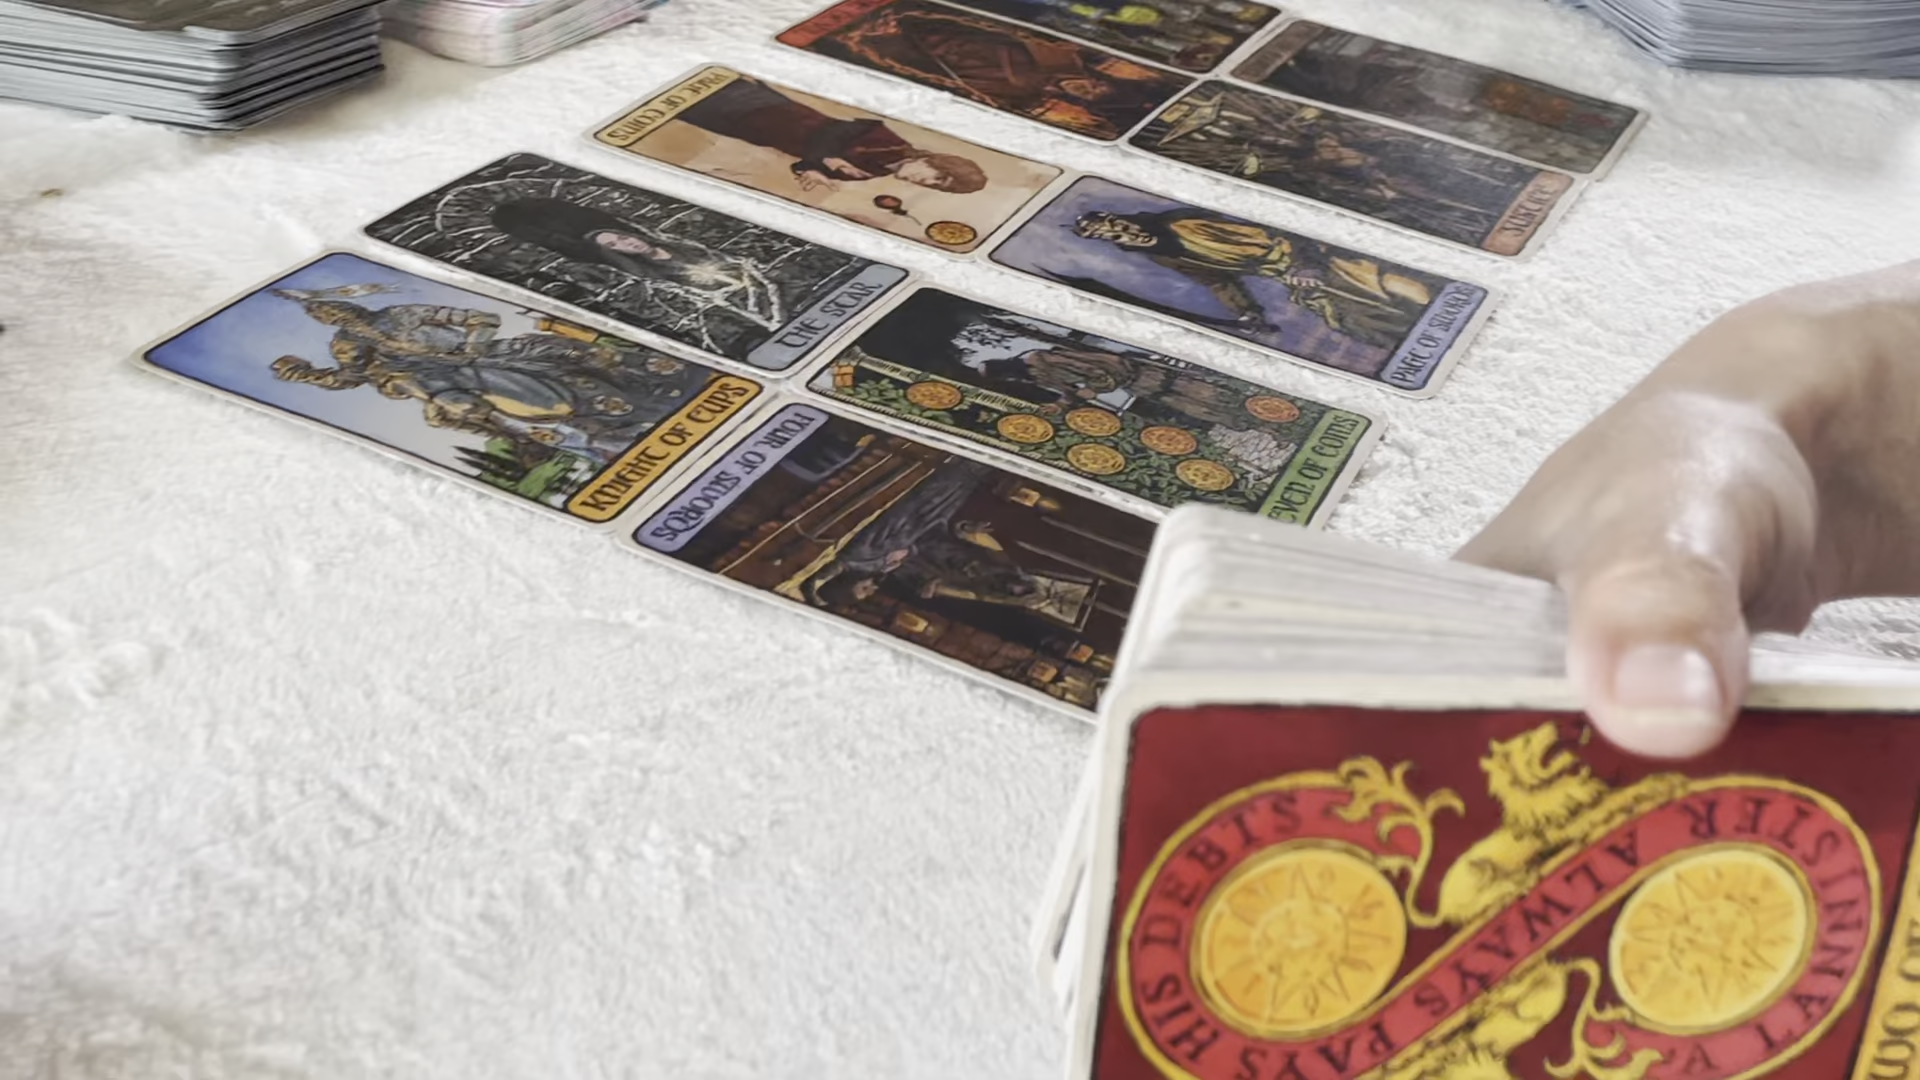 PAGE OF COINS
THE STAR
KNIGHT OF CUPS
PAGE OF SWORDS
EVEN OF COINS
FOUR OF SWORDS
A LANNISTER ALWAYS PAYS HIS DEBTS